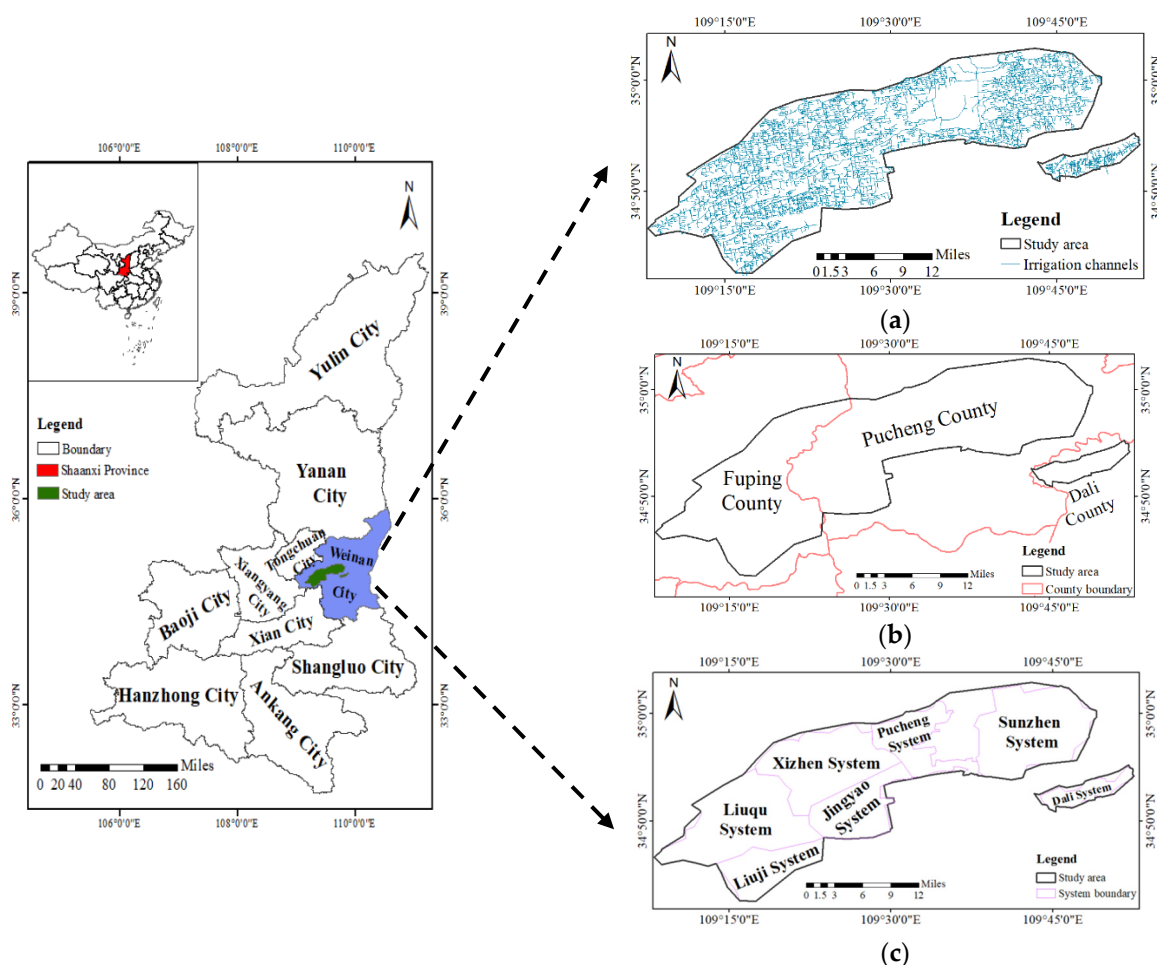 106°0'0"E
108°0'0"E
110°0'0"E
N
39°0'0"N
39°0'0"N
36°0'0"N
36°0'0"N
33°0'0"N
33°0'0"N
Legend
Boundary
Shaanxi Province
Study area
Yulin City
Yanan
City
Tongchuan
City
Weinan
City
Xiangyang
City
Baoji City
Xian City
Shangluo City
Hanzhong City
Ankang City
Miles
0 20 40 80 120 160
106°0'0"E
108°0'0"E
110°0'0"E
109°15'0"E
109°30'0"E
109°45'0"E
N
35°0'0"N
35°0'0"N
34°50'0"N
34°50'0"N
Legend
Study area
Irrigation channels
Miles
0 1.5 3 6 9 12
109°15'0"E
109°30'0"E
109°45'0"E
(a)
109°15'0"E
109°30'0"E
109°45'0"E
N
35°0'0"N
35°0'0"N
34°50'0"N
34°50'0"N
Pucheng County
Fuping
County
Dali
County
Legend
Study area
County boundary
Miles
0 1.5 3 6 9 12
109°15'0"E
109°30'0"E
109°45'0"E
(b)
109°15'0"E
109°30'0"E
109°45'0"E
N
35°0'0"N
35°0'0"N
34°50'0"N
34°50'0"N
Pucheng
System
Sunzhen
System
Xizhen System
Jingyao
System
Dali System
Liuqu
System
Liuji System
Legend
Study area
System boundary
Miles
0 1.5 3 6 9 12
109°15'0"E
109°30'0"E
109°45'0"E
(c)